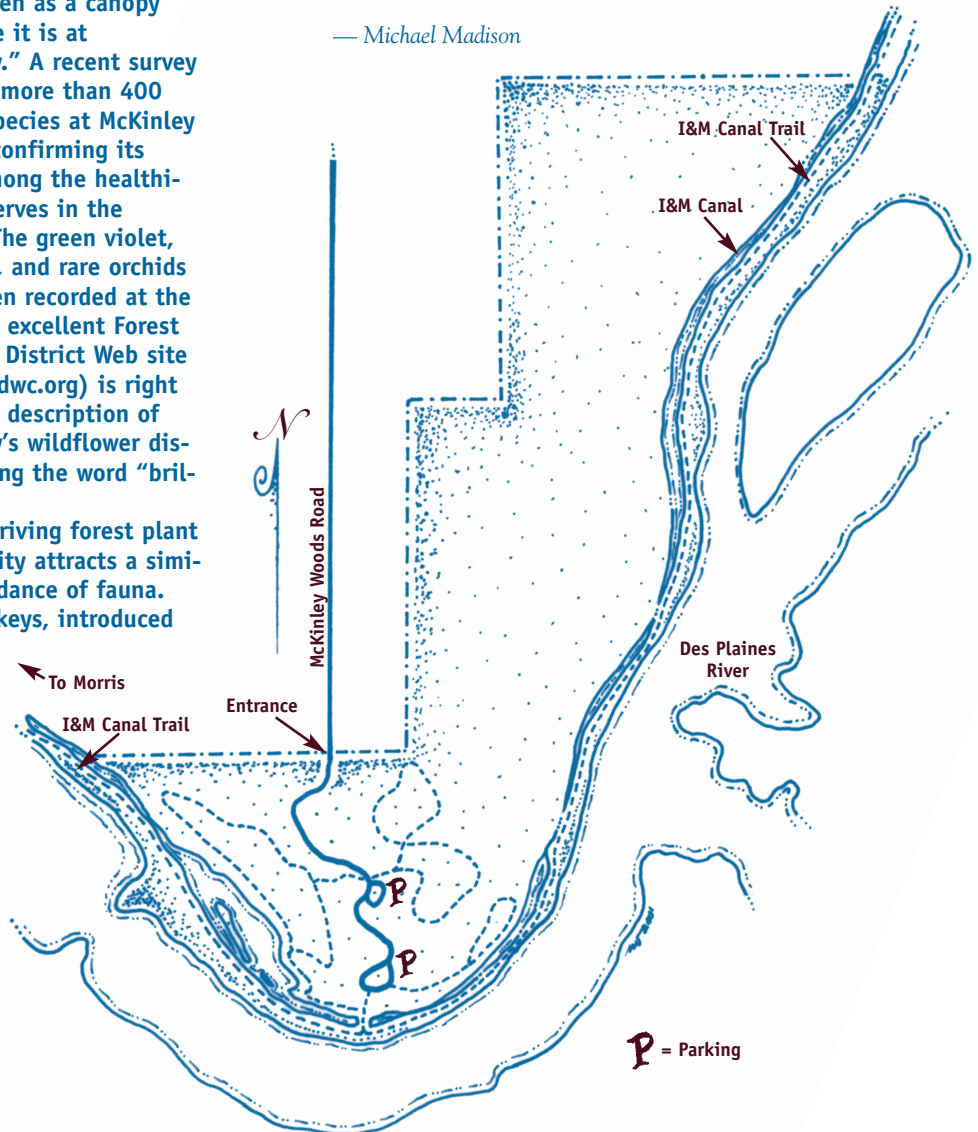 en as a canopy
e it is at
y.” A recent survey
more than 400
pecies at McKinley
confirming its
mong the healthi-
erves in the
The green violet,
, and rare orchids
en recorded at the
excellent Forest
District Web site
dwc.org) is right
description of
y’s wildflower dis-
ing the word “bril-
riving forest plant
ity attracts a simi-
dance of fauna.
keys, introduced
— Michael Madison
I&M Canal Trail
I&M Canal
N
McKinley Woods Road
Des Plaines
River
To Morris
Entrance
I&M Canal Trail
P
P
P = Parking